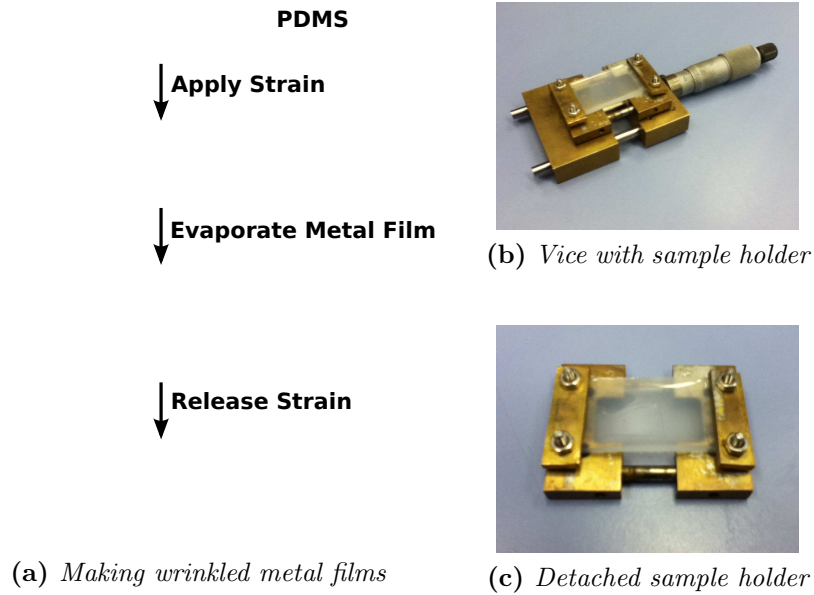 PDMS
Apply Strain
Evaporate Metal Film
Release Strain
(a) Making wrinkled metal films
(b) Vice with sample holder
(c) Detached sample holder